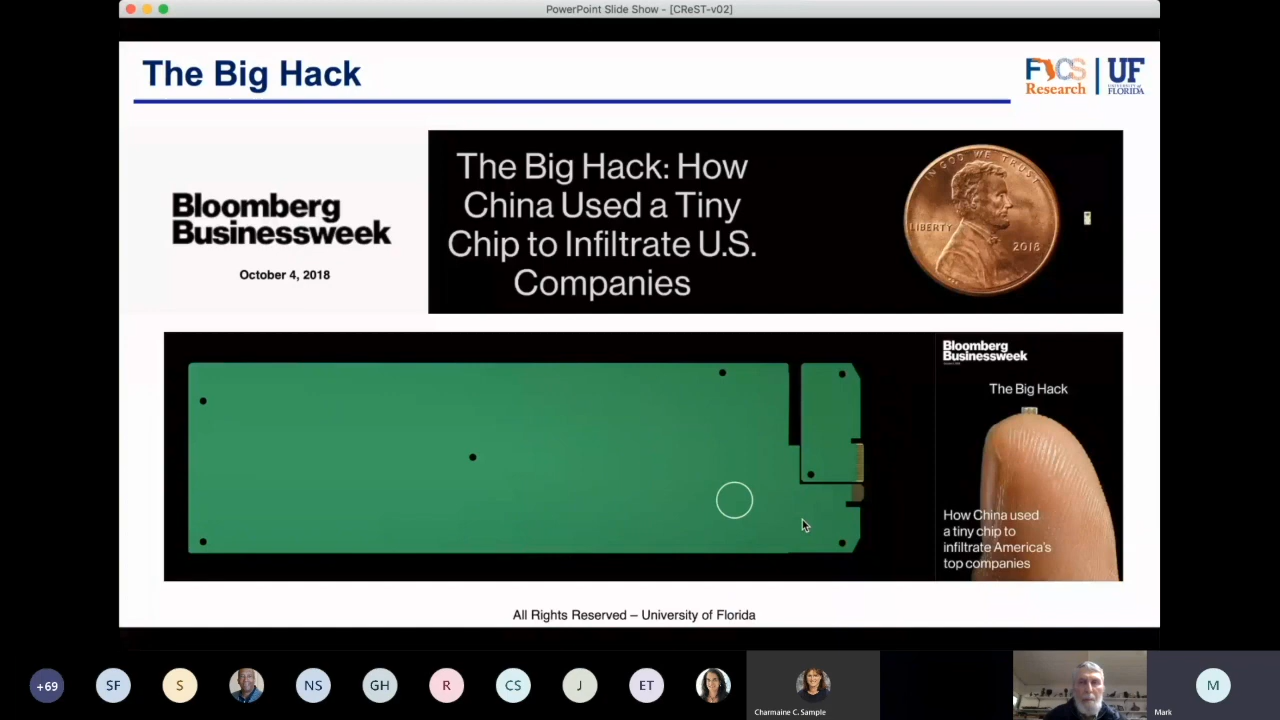 PowerPoint Slide Show - [CReST-v02]
The Big Hack
FICS
Research
UF
UNIVERSITY of
FLORIDA
Bloomberg
Businessweek
October 4, 2018
The Big Hack: How
China Used a Tiny
Chip to Infiltrate U.S.
Companies
IN GOD WE TRUST
LIBERTY
2018
Bloomberg
Businessweek
The Big Hack
How China used
a tiny chip to
infiltrate America's
top companies
All Rights Reserved – University of Florida
+69
SF
S
NS
GH
R
CS
J
ET
Charmaine C. Sample
Mark
M